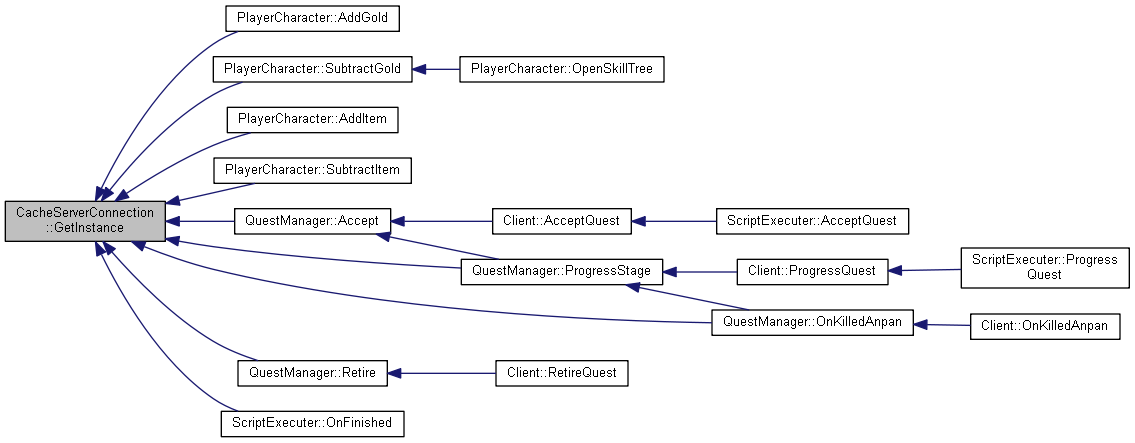 PlayerCharacter::AddGold
PlayerCharacter::SubtractGold
PlayerCharacter::OpenSkillTree
PlayerCharacter::AddItem
PlayerCharacter::SubtractItem
CacheServerConnection
::GetInstance
QuestManager::Accept
Client::AcceptQuest
ScriptExecuter::AcceptQuest
QuestManager::ProgressStage
Client::ProgressQuest
ScriptExecuter::Progress
Quest
QuestManager::OnKilledAnpan
Client::OnKilledAnpan
QuestManager::Retire
Client::RetireQuest
ScriptExecuter::OnFinished